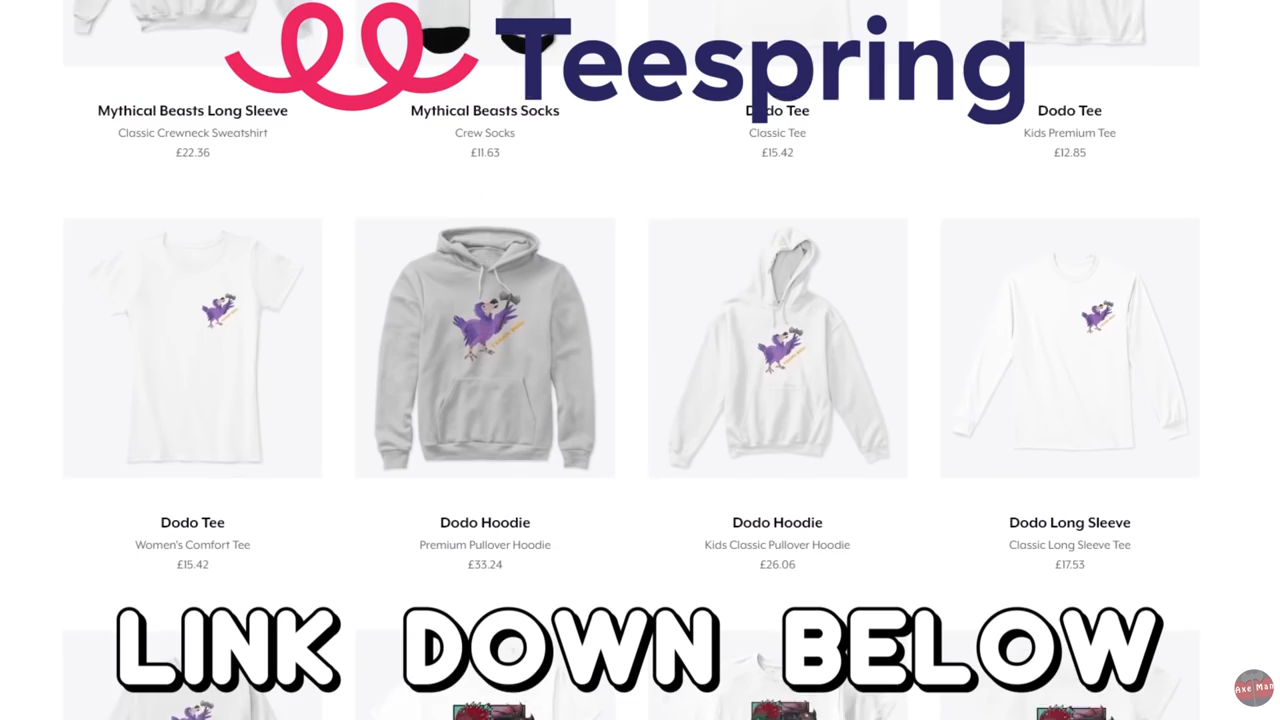 Teespring
Mythical Beasts Long Sleeve
Classic Crewneck Sweatshirt
£22.36
Mythical Beasts Socks
Crew Socks
£11.63
Dodo Tee
Classic Tee
£15.42
Dodo Tee
Kids Premium Tee
£12.85
Dodo Tee
Women's Comfort Tee
£15.42
Dodo Hoodie
Premium Pullover Hoodie
£33.24
Dodo Hoodie
Kids Classic Pullover Hoodie
£26.06
Dodo Long Sleeve
Classic Long Sleeve Tee
£17.53
LINK DOWN BELOW
Axe Man